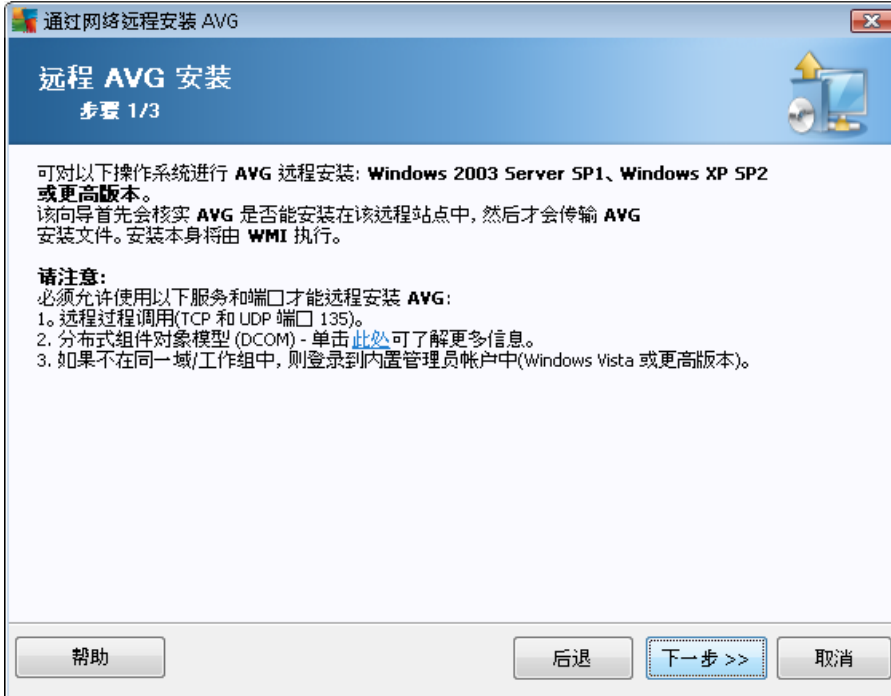 通过网络远程安装 AVG
远程 AVG 安装
步骤 1/3
可对以下操作系统进行 AVG 远程安装: Windows 2003 Server SP1、Windows XP SP2
或更高版本。
该向导首先会核实 AVG 是否能安装在该远程站点中, 然后才会传输 AVG
安装文件。安装本身将由 WMI 执行。
请注意:
必须允许使用以下服务和端口才能远程安装 AVG:
1。远程过程调用(TCP 和 UDP 端口 135)。
2. 分布式组件对象模型 (DCOM) - 单击此处可了解更多信息。
3. 如果不在同一域/工作组中, 则登录到内置管理员帐户中(Windows Vista 或更高版本)。
帮助
后退
下一步 >>
取消